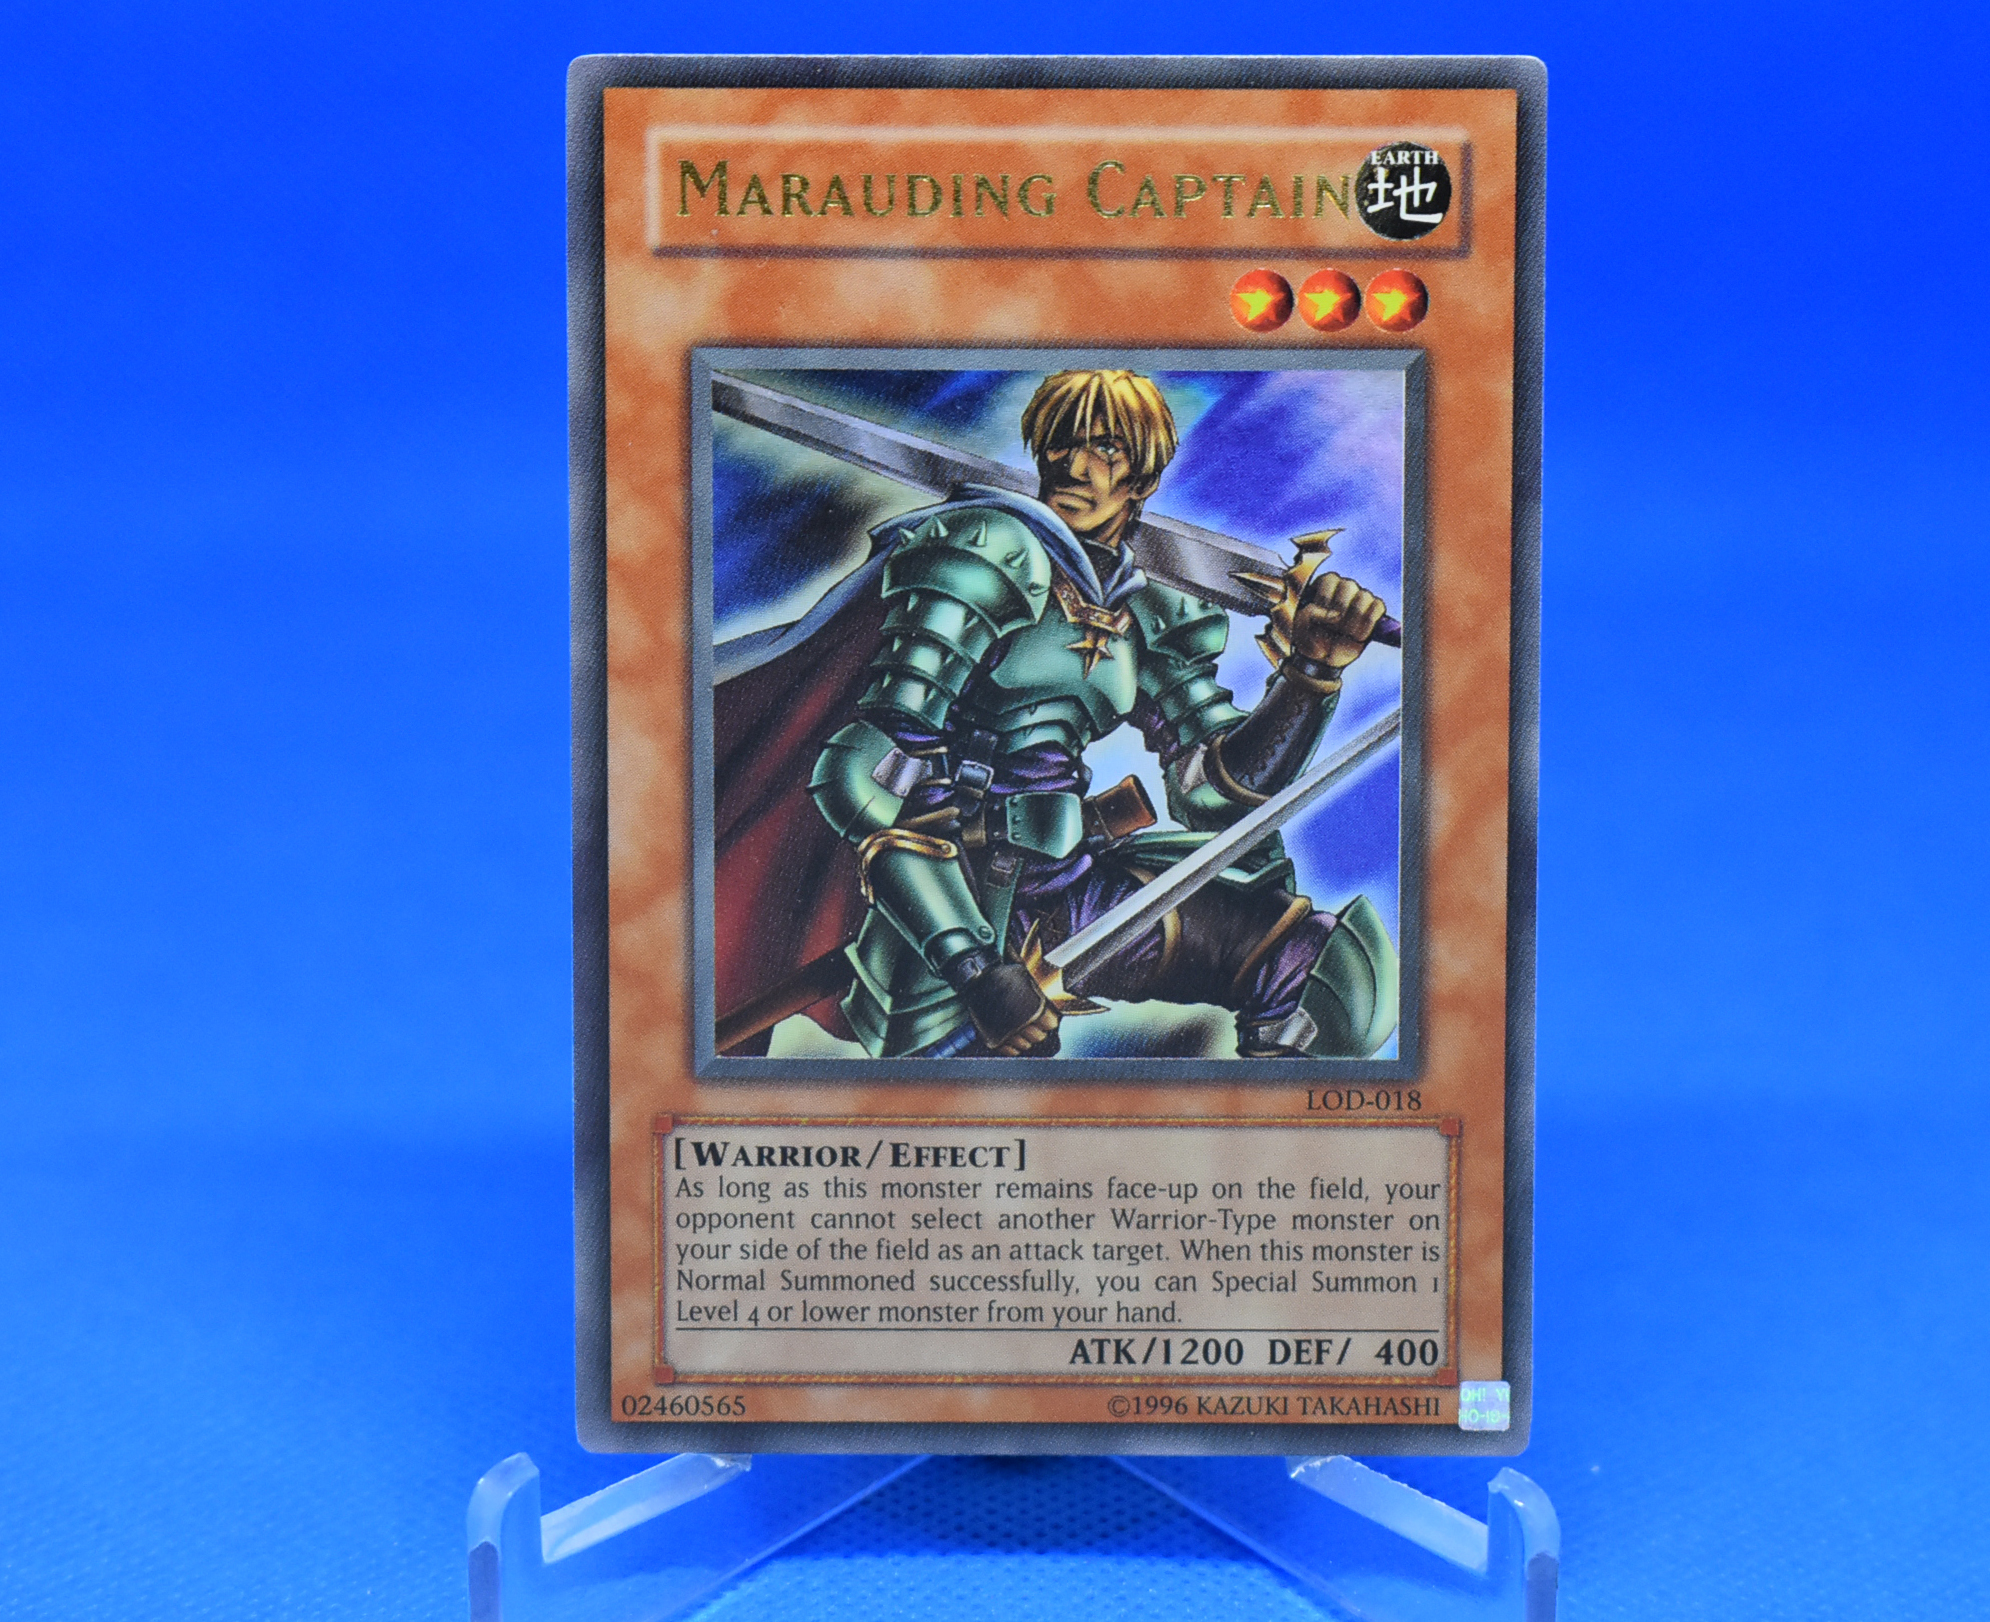 MARAUDING CAPTAIN
EARTH
地
LOD-018
[WARRIOR/EFFECT]
As long as this monster remains face-up on the field, your
opponent cannot select another Warrior-Type monster on
your side of the field as an attack target. When this monster is
Normal Summoned successfully, you can Special Summon 1
Level 4 or lower monster from your hand.
ATK/1200 DEF/ 400
02460565
©1996 KAZUKI TAKAHASHI